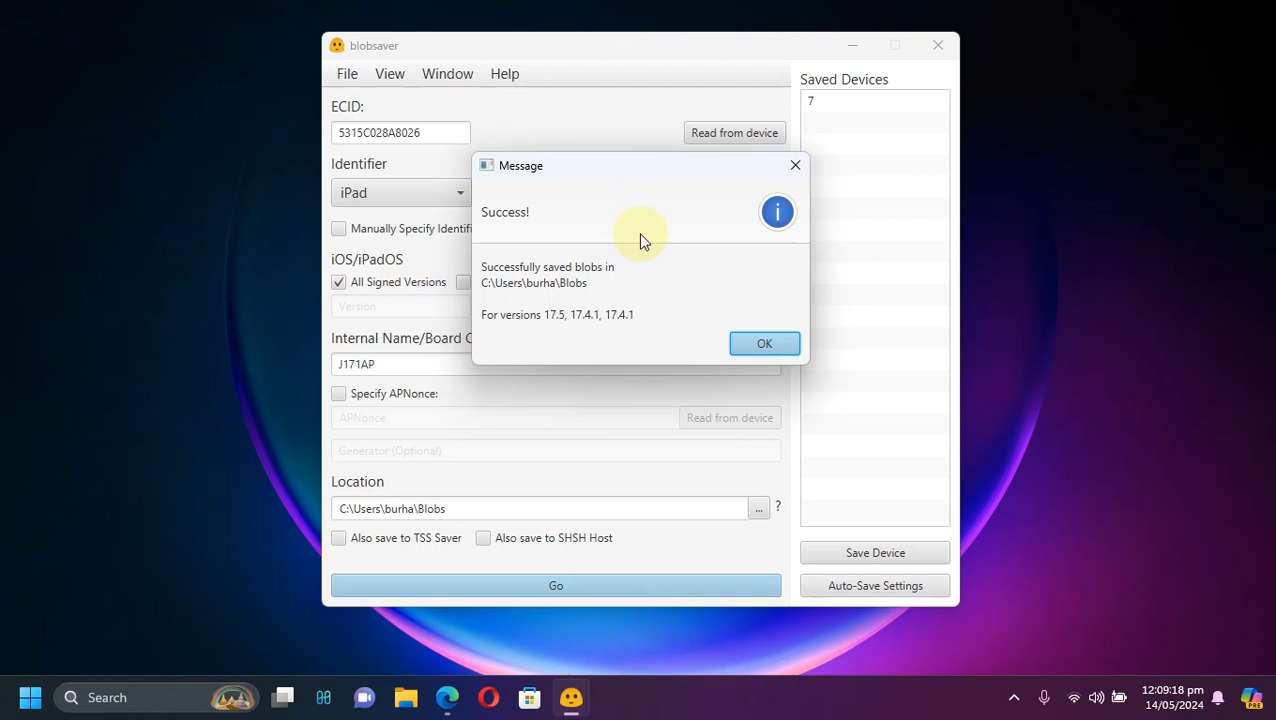 blobsaver
File View Window Help
ECID:
5315C028A8026
Read from device
Identifier
iPad
Manually Specify Identifi
iOS/iPadOS
All Signed Versions
Version
Internal Name/Board C
J171AP
Specify APNonce:
APNonce
Read from device
Generator (Optional)
Location
C:\Users\burha\Blobs
...
?
Also save to TSS Saver
Also save to SHSH Host
Go
Message
Success!
i
Successfully saved blobs in
C:\Users\burha\Blobs
For versions 17.5, 17.4.1, 17.4.1
OK
Saved Devices
7
Save Device
Auto-Save Settings
Search
12:09:18 pm
14/05/2024
PRE